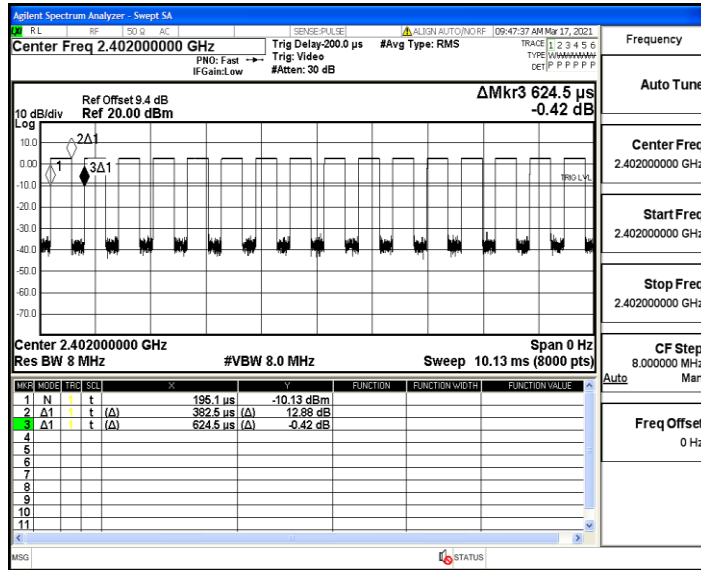 Agilent Spectrum Analyzer - Swept SA
RL RF 50 Ω AC SENSE:PULSE ALIGN AUTO/NO RF 09:47:37 AM Mar 17, 2021
Center Freq 2.402000000 GHz
Trig Delay-200.0 µs #Avg Type: RMS TRACE 1 2 3 4 5 6
PNO: Fast Trig: Video TYPE
IFGain:Low #Atten: 30 dB DET P P P P P P
Frequency
Auto Tune
ΔMkr3 624.5 µs
-0.42 dB
Ref Offset 9.4 dB
10 dB/div Ref 20.00 dBm
Log
10.0
0.00
-10.0
-20.0
-30.0
-40.0
-50.0
-60.0
-70.0
2Δ1
1
3Δ1
TRIG LVL
Center Freq
2.402000000 GHz
Start Freq
2.402000000 GHz
Stop Freq
2.402000000 GHz
CF Step
8.000000 MHz
Auto Man
Freq Offset
0 Hz
Center 2.402000000 GHz Span 0 Hz
Res BW 8 MHz #VBW 8.0 MHz Sweep 10.13 ms (8000 pts)
MKR MODE TRC SCL X Y FUNCTION FUNCTION WIDTH FUNCTION VALUE
1 N t 195.1 µs -10.13 dBm
2 Δ1 t (Δ) 382.5 µs (Δ) 12.88 dB
3 Δ1 t (Δ) 624.5 µs (Δ) -0.42 dB
4
5
6
7
8
9
10
11
MSG STATUS